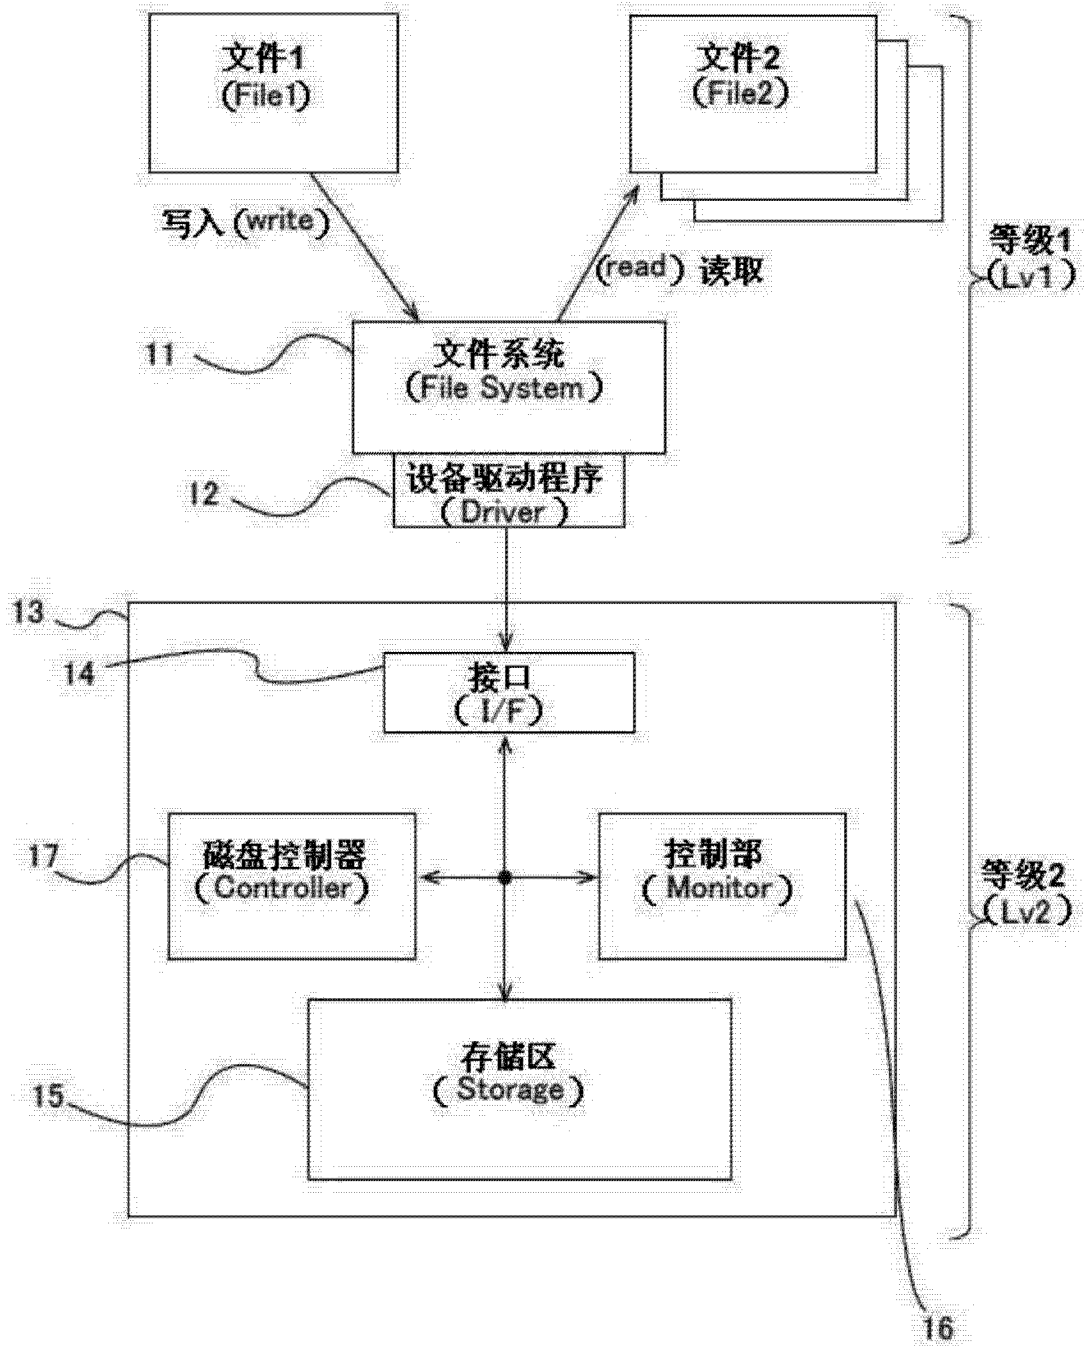 文件1
(File1)
文件2
(File2)
写入(write)
(read) 读取
等级1
(Lv1)
11
文件系统
(File System)
12
设备驱动程序
(Driver)
13
14
接口
(I/F)
17
磁盘控制器
(Controller)
控制部
(Monitor)
等级2
(Lv2)
15
存储区
(Storage)
16